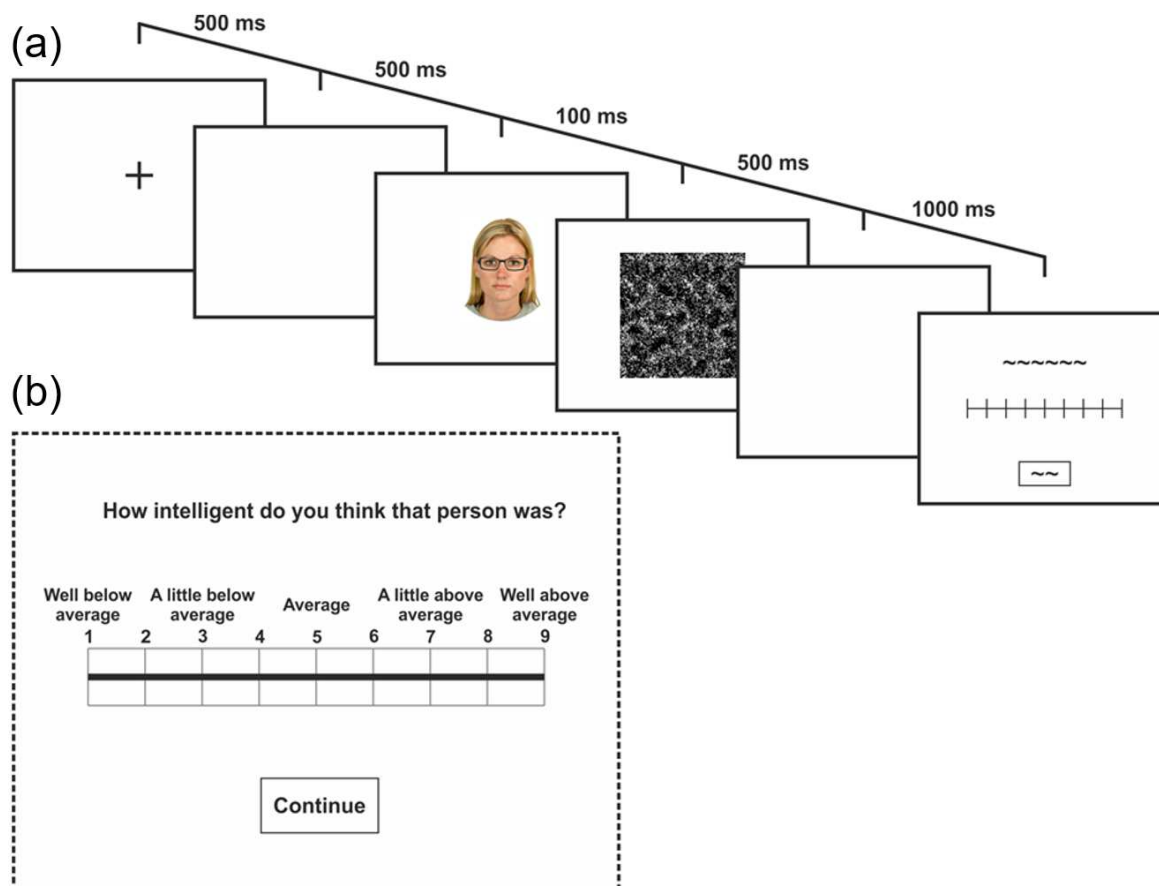 (a)
500 ms
500 ms
100 ms
500 ms
1000 ms
~~~~~~
~~
(b)
How intelligent do you think that person was?
Well below average
A little below average
Average
A little above average
Well above average
1 2 3 4 5 6 7 8 9
Continue